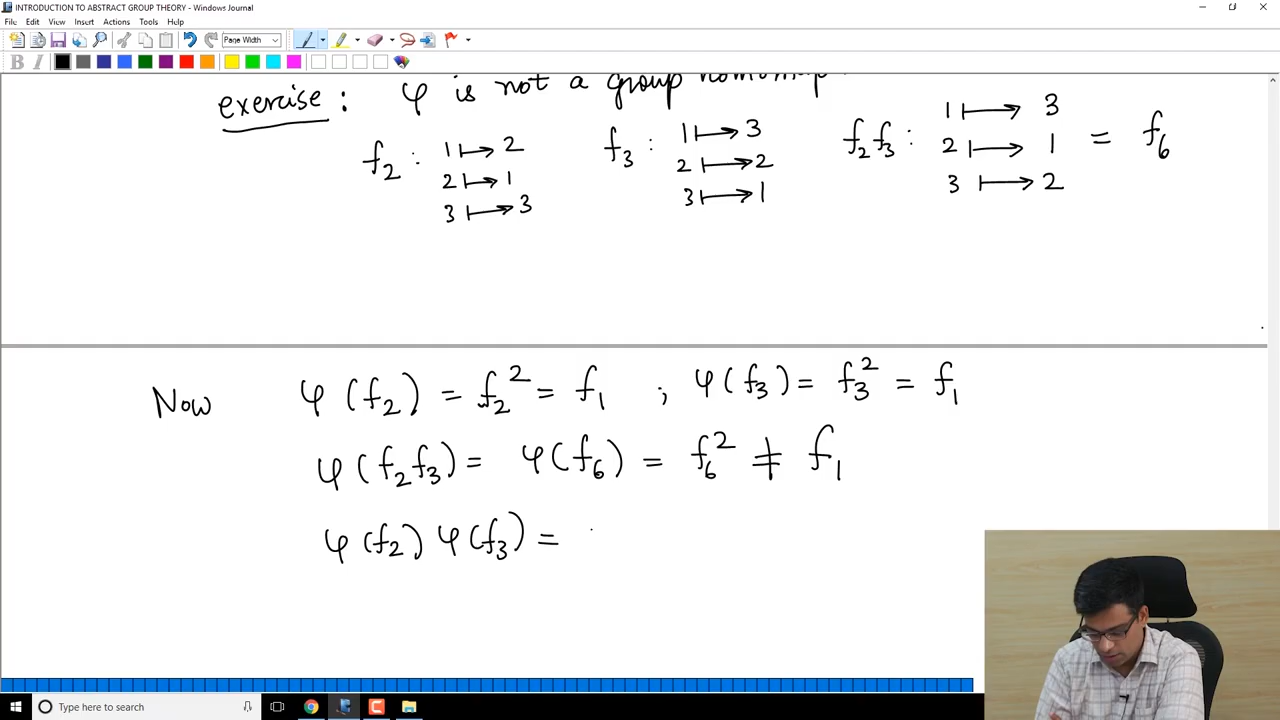 INTRODUCTION TO ABSTRACT GROUP THEORY - Windows Journal
File Edit View Insert Actions Tools Help
Page Width
B I
exercise : φ is not a group homomap.
f₂ : 1 ↦ 2
2 ↦ 1
3 ↦ 3
f₃ : 1 ↦ 3
2 ↦ 2
3 ↦ 1
f₂f₃ : 1 ↦ 3
2 ↦ 1 = f₆
3 ↦ 2
Now φ(f₂) = f₂² = f₁ ; φ(f₃) = f₃² = f₁
φ(f₂f₃) = φ(f₆) = f₆² ≠ f₁
φ(f₂) φ(f₃) =
Type here to search